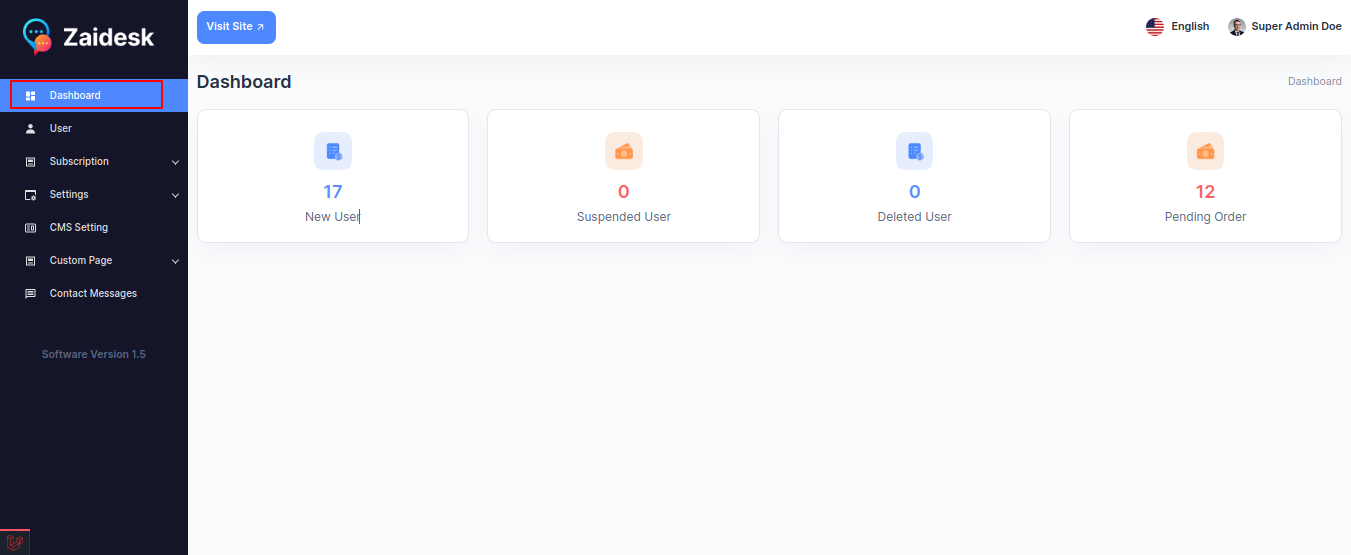 Zaidesk
Visit Site
English
Super Admin Doe
Dashboard
User
Subscription
Settings
CMS Setting
Custom Page
Contact Messages
Software Version 1.5
Dashboard
Dashboard
17
New User
0
Suspended User
0
Deleted User
12
Pending Order